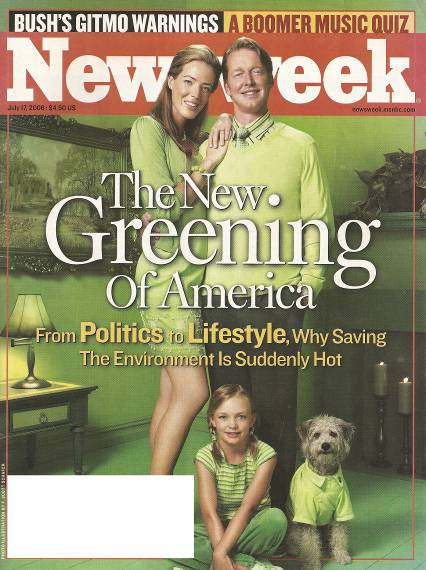 BUSH'S GITMO WARNINGS A BOOMER MUSIC QUIZ
Newsweek
July 17, 2006 : $4.50 US newsweek.msnbc.com
The New
Greening
Of America
From Politics to Lifestyle, Why Saving
The Environment Is Suddenly Hot